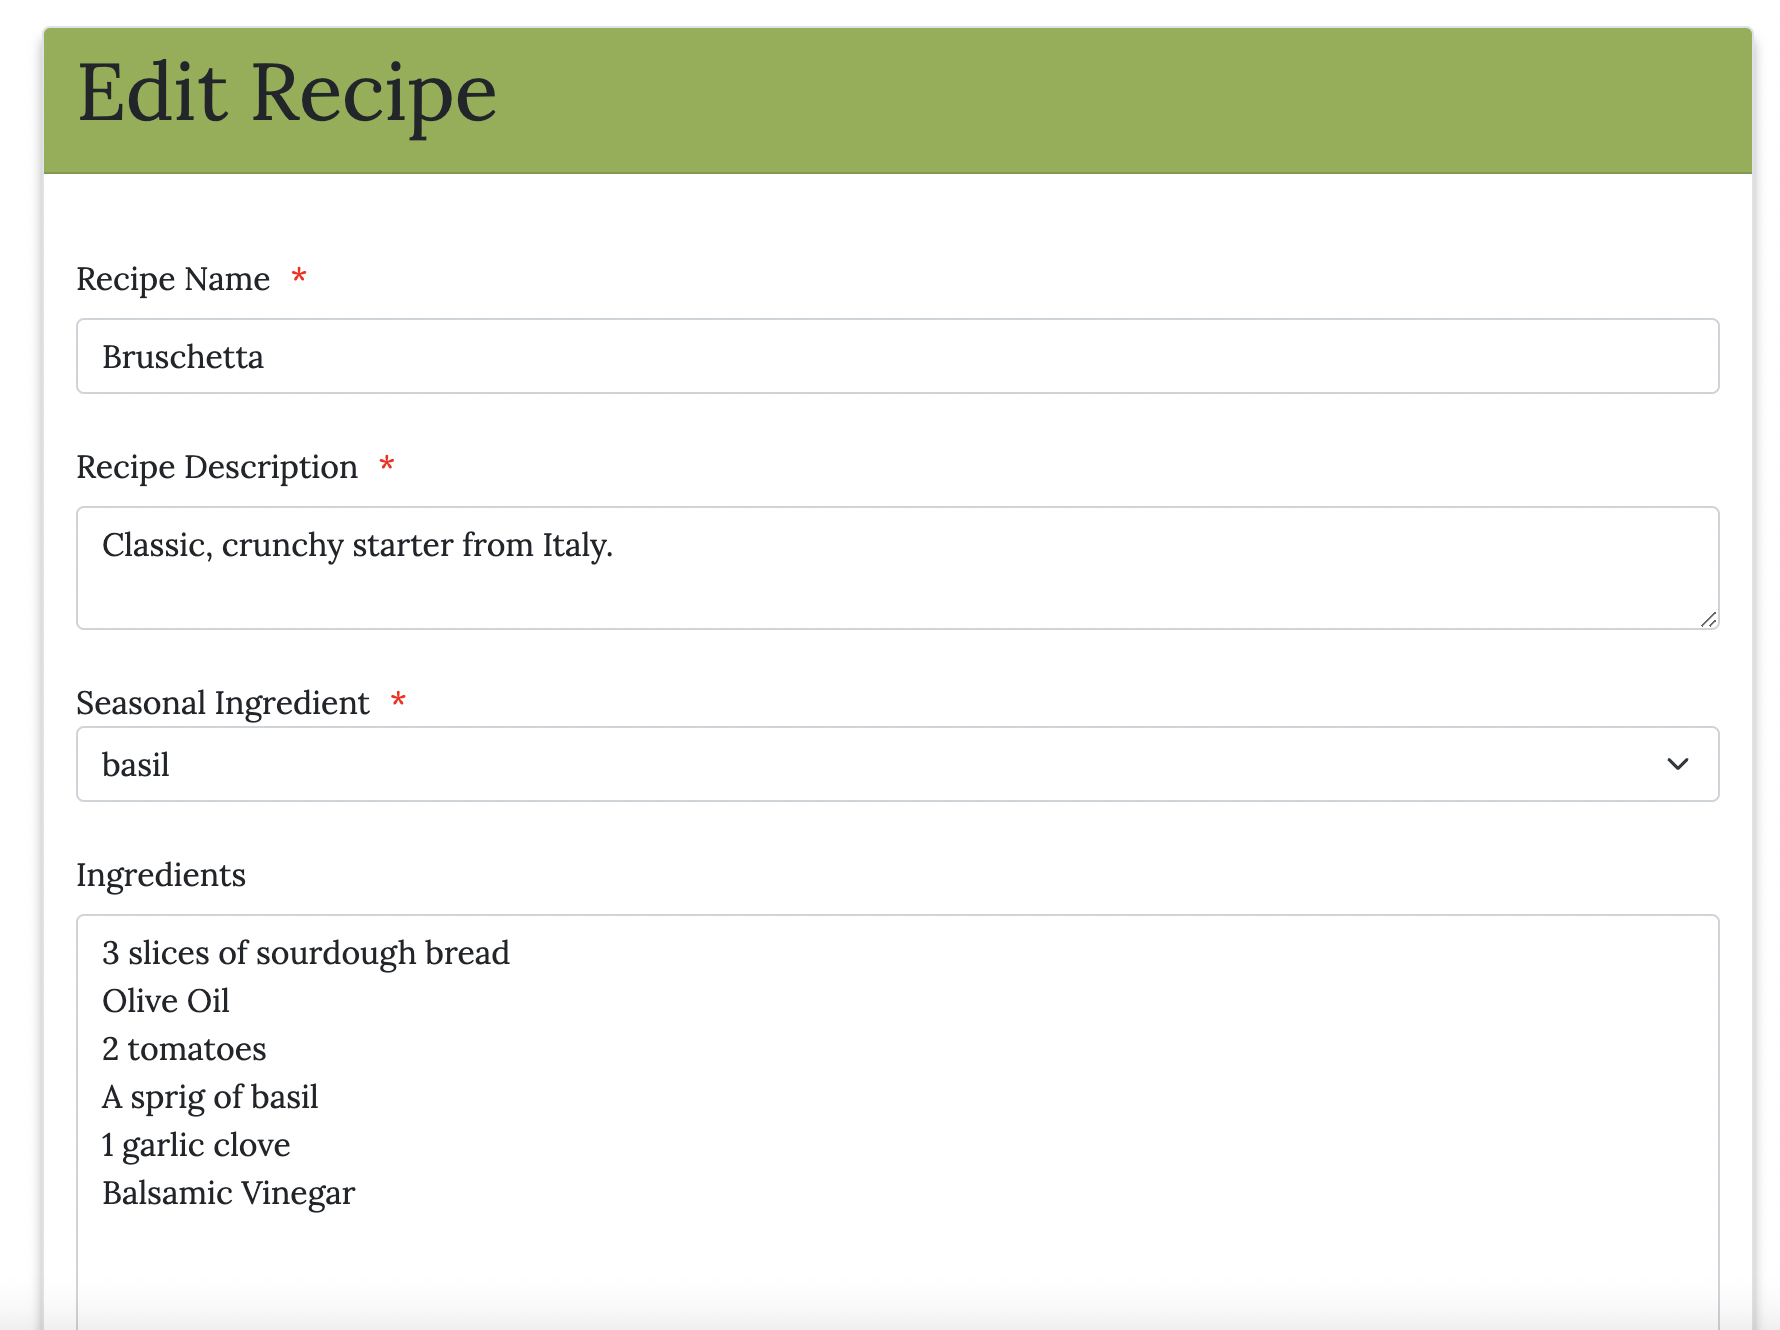 Edit Recipe
Recipe Name *
Bruschetta
Recipe Description *
Classic, crunchy starter from Italy.
Seasonal Ingredient *
basil
Ingredients
3 slices of sourdough bread
Olive Oil
2 tomatoes
A sprig of basil
1 garlic clove
Balsamic Vinegar